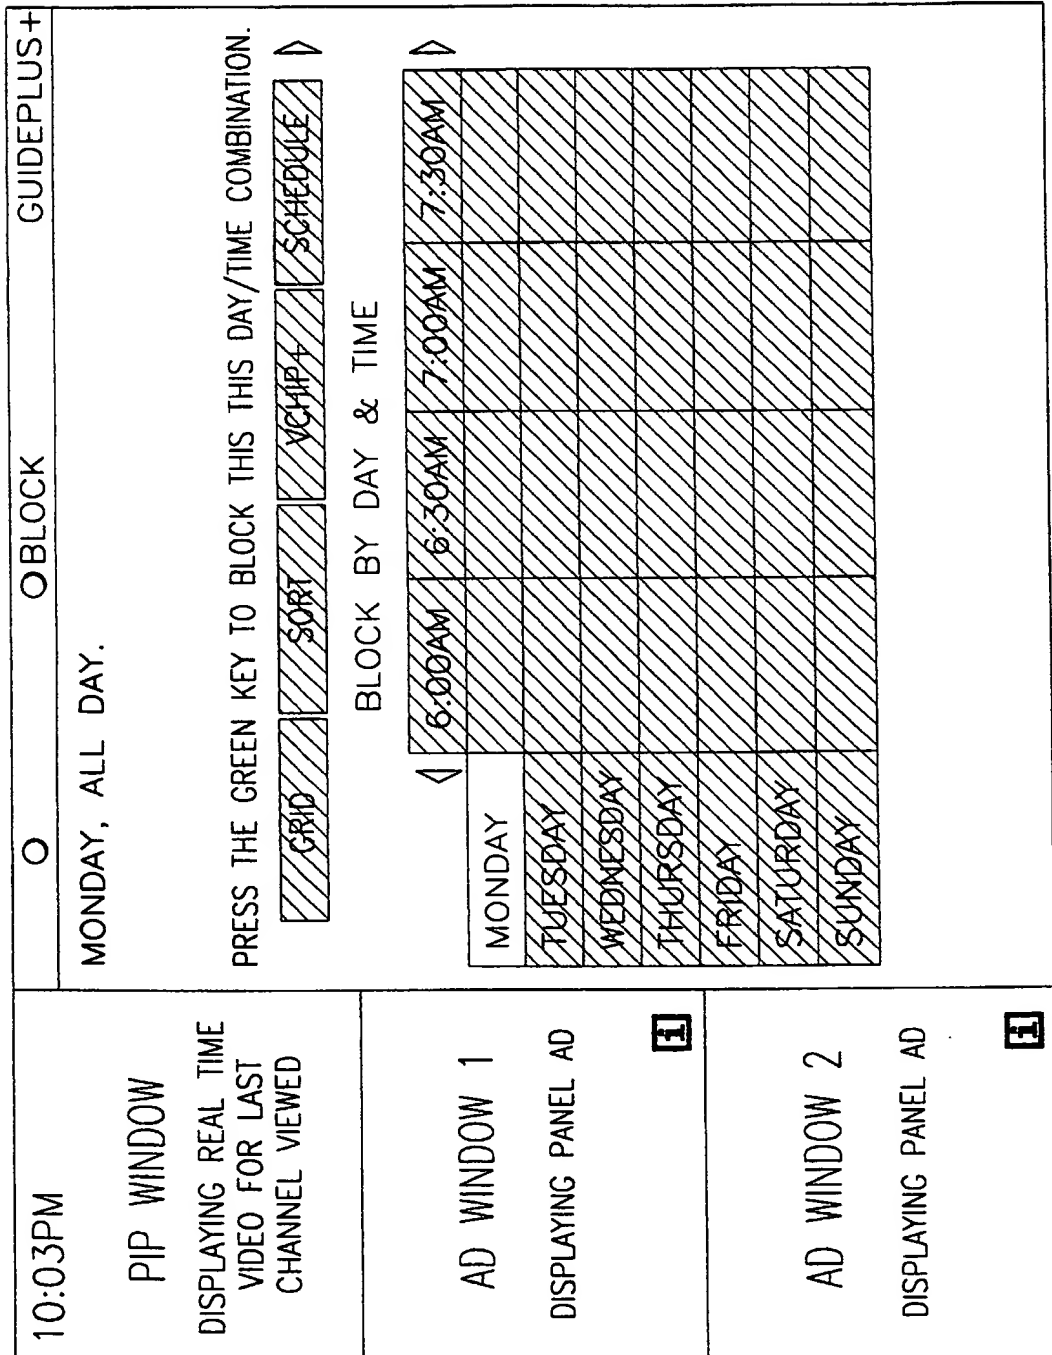 10:03PM
PIP WINDOW
DISPLAYING REAL TIME
VIDEO FOR LAST
CHANNEL VIEWED
AD WINDOW 1
DISPLAYING PANEL AD
i
AD WINDOW 2
DISPLAYING PANEL AD
i
BLOCK GUIDEPLUS+
MONDAY, ALL DAY.
PRESS THE GREEN KEY TO BLOCK THIS THIS DAY/TIME COMBINATION.
GRID SORT VCHIP+ SCHEDULE
BLOCK BY DAY & TIME
6:00AM 6:30AM 7:00AM 7:30AM
MONDAY
TUESDAY
WEDNESDAY
THURSDAY
FRIDAY
SATURDAY
SUNDAY